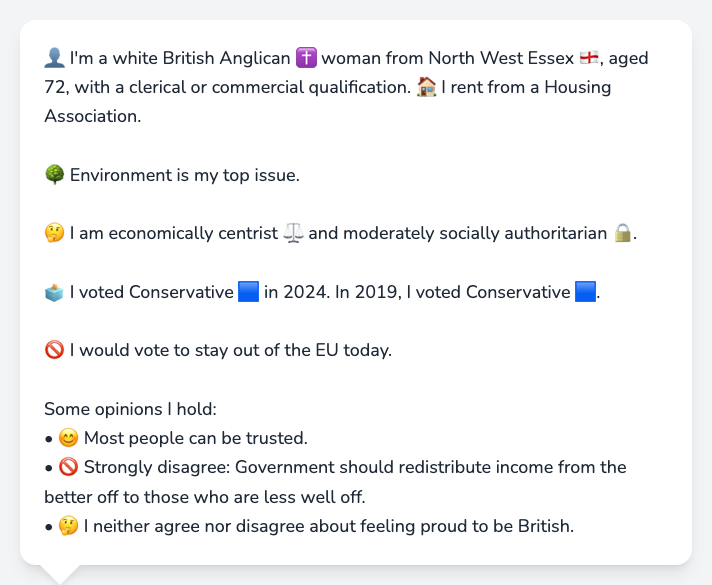 👤 I'm a white British Anglican ✝️ woman from North West Essex 🏴󠁧󠁢󠁥󠁮󠁧󠁿, aged
72, with a clerical or commercial qualification. 🏠 I rent from a Housing
Association.
🌳 Environment is my top issue.
🤔 I am economically centrist ⚖️ and moderately socially authoritarian 🔒.
🗳️ I voted Conservative 🟦 in 2024. In 2019, I voted Conservative 🟦.
🚫 I would vote to stay out of the EU today.
Some opinions I hold:
• 😊 Most people can be trusted.
• 🚫 Strongly disagree: Government should redistribute income from the
better off to those who are less well off.
• 🤔 I neither agree nor disagree about feeling proud to be British.